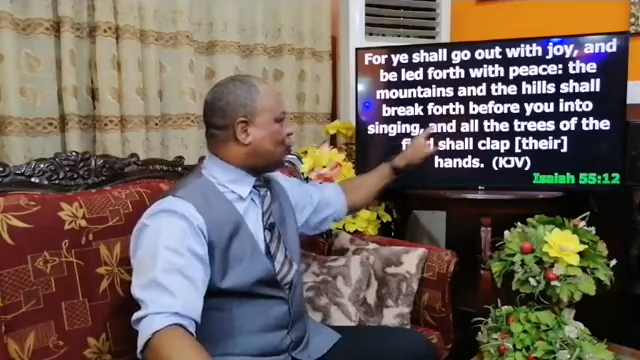 For ye shall go out with joy, and
be led forth with peace: the
mountains and the hills shall
break forth before you into
singing, and all the trees of the
shall clap [their]
hands. (KJV)
Isaiah 55:12